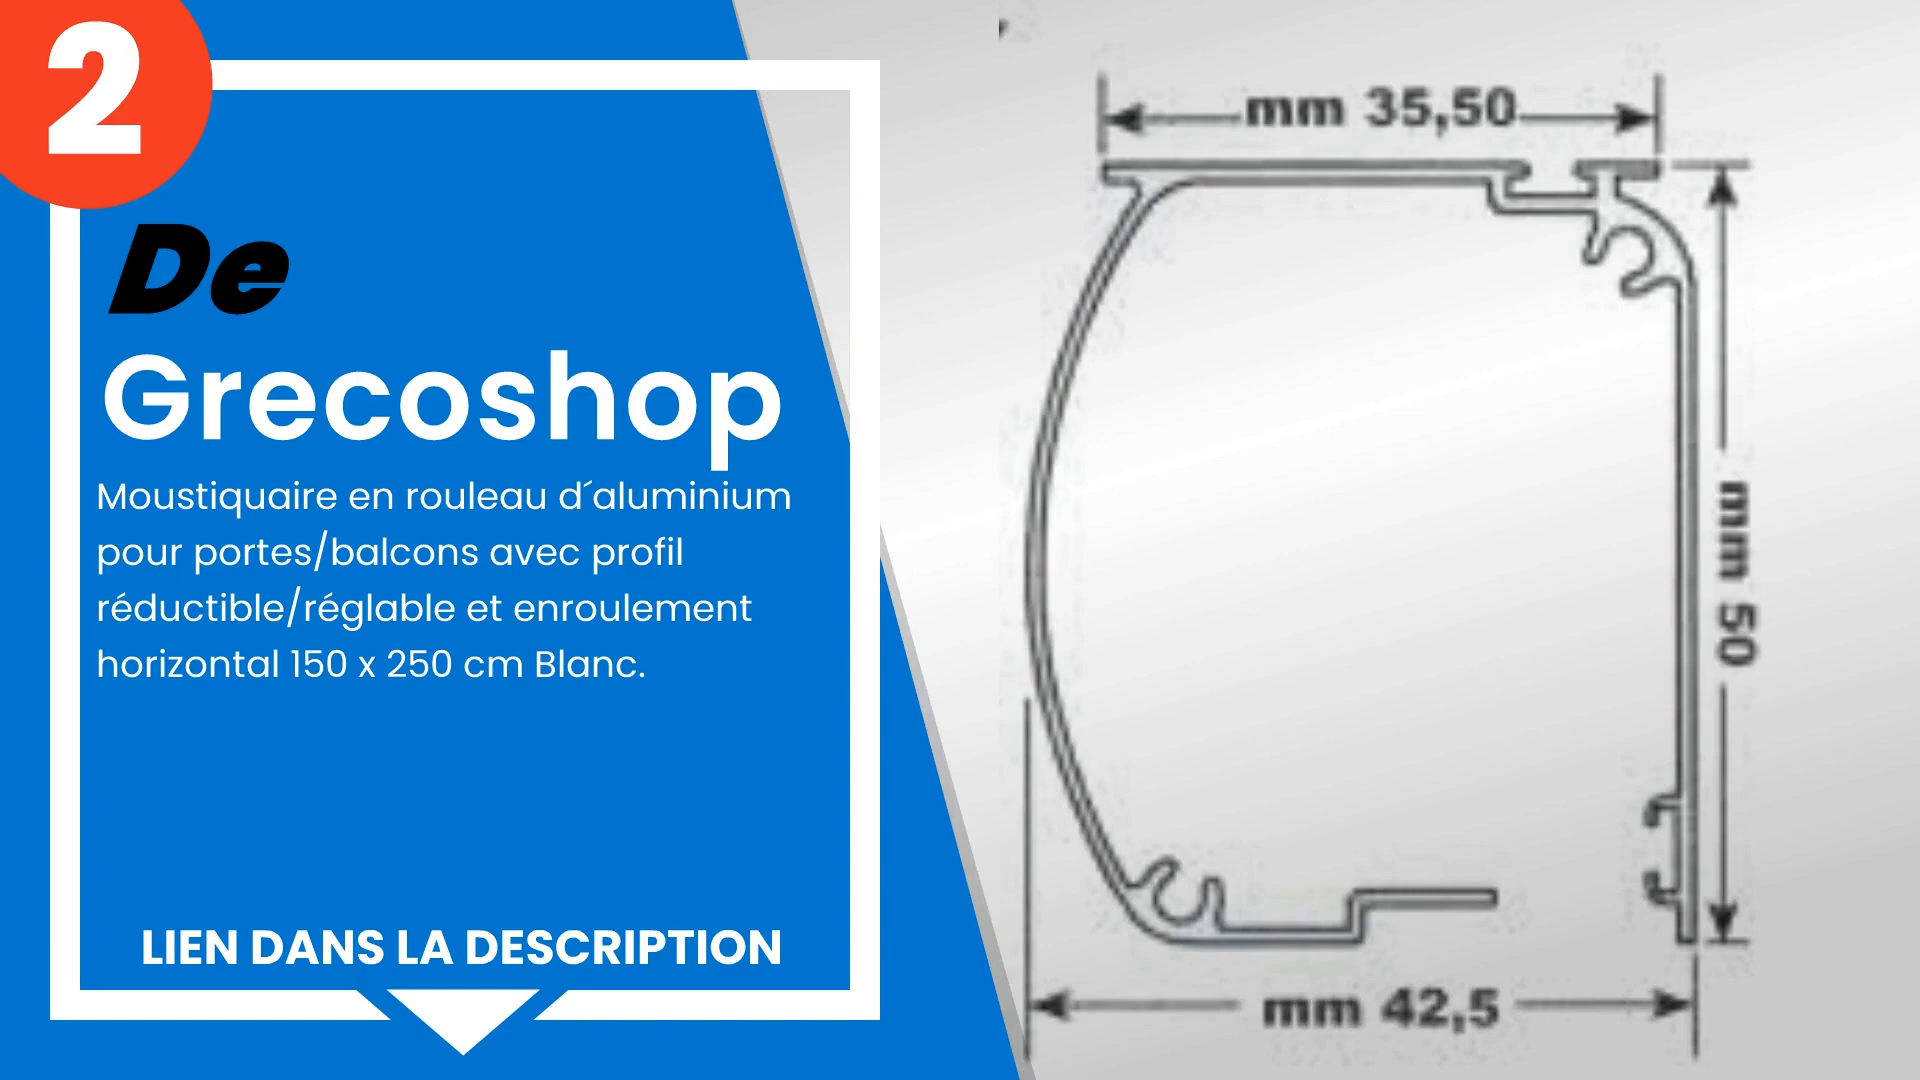 2
De
Grecoshop
Moustiquaire en rouleau d´aluminium
pour portes/balcons avec profil
réductible/réglable et enroulement
horizontal 150 x 250 cm Blanc.
LIEN DANS LA DESCRIPTION
mm 35,50
mm 50
mm 42,5